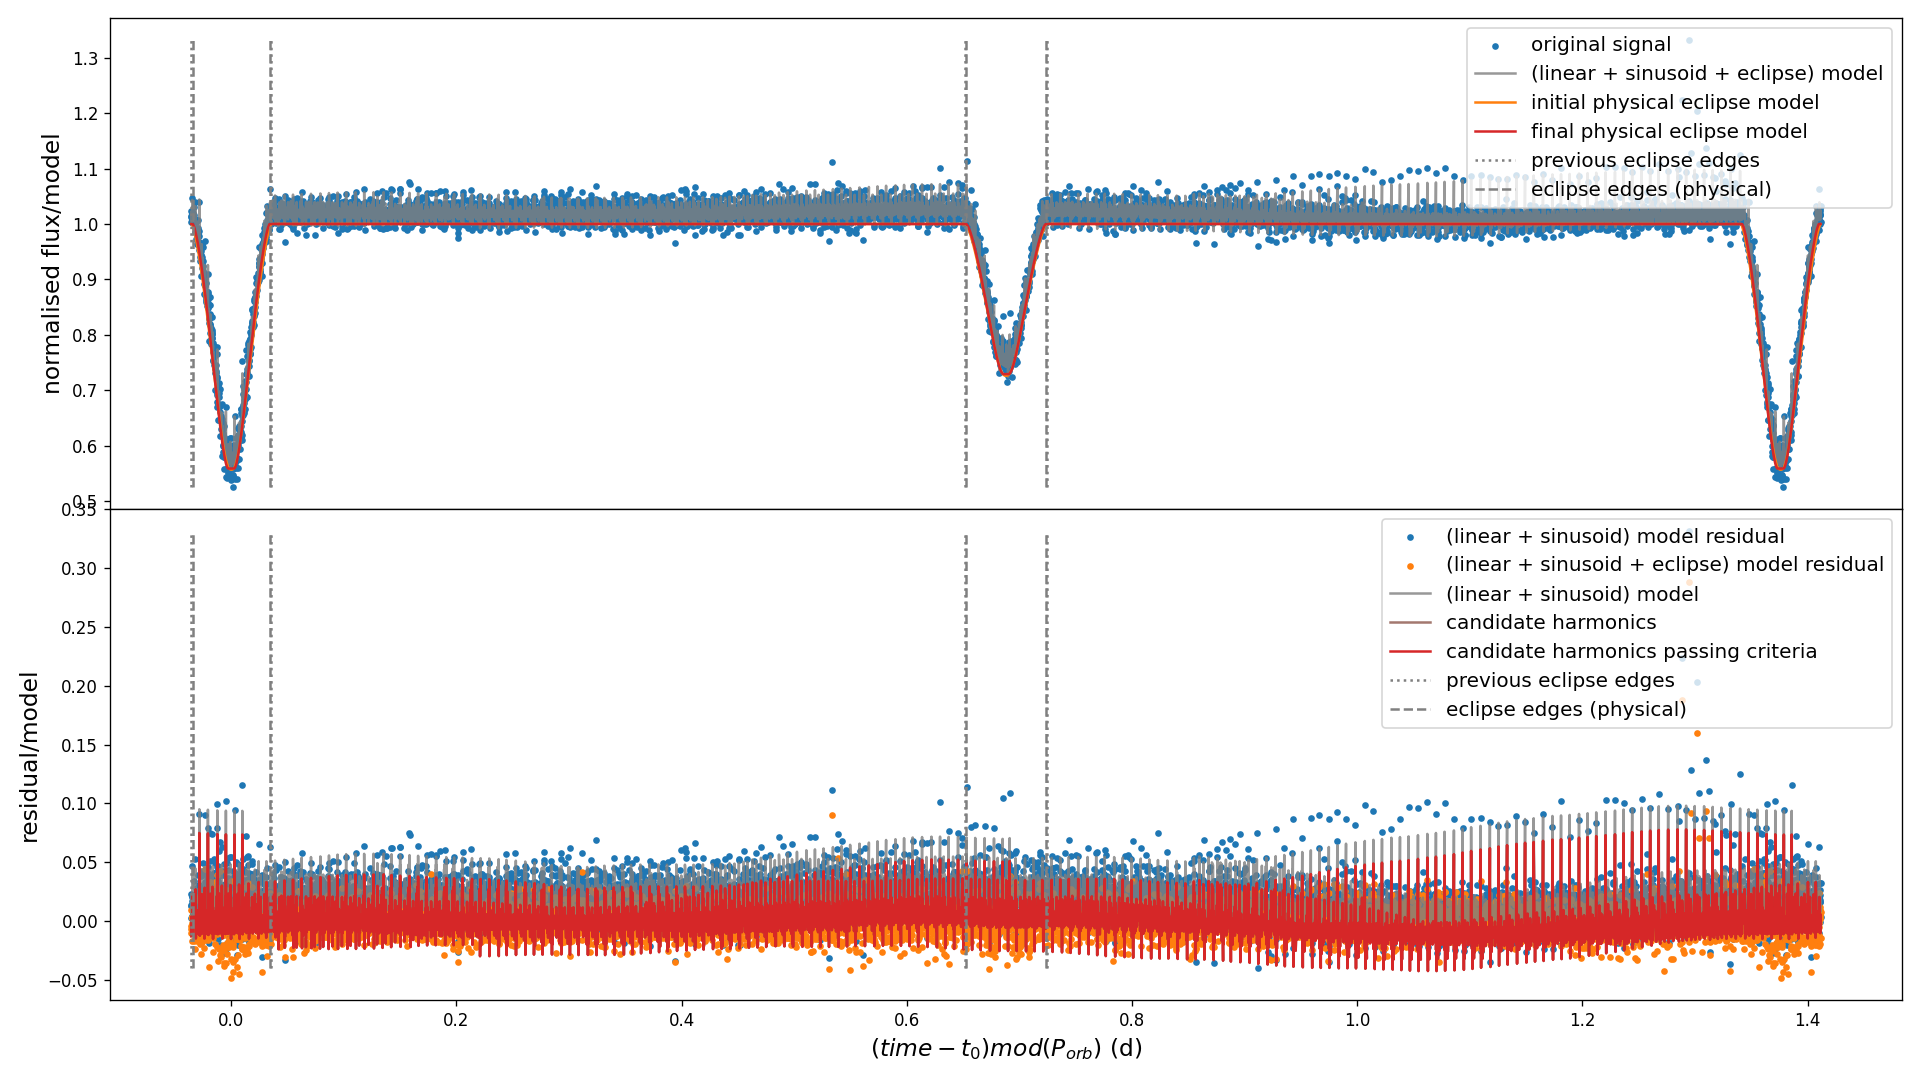 1.3
1.2
1.1
1.0
0.9
0.8
0.7
0.6
0.5
normalised flux/model
original signal
(linear + sinusoid + eclipse) model
initial physical eclipse model
final physical eclipse model
previous eclipse edges
eclipse edges (physical)
0.35
0.30
0.25
0.20
0.15
0.10
0.05
0.00
−0.05
residual/model
(linear + sinusoid) model residual
(linear + sinusoid + eclipse) model residual
(linear + sinusoid) model
candidate harmonics
candidate harmonics passing criteria
previous eclipse edges
eclipse edges (physical)
0.0 0.2 0.4 0.6 0.8 1.0 1.2 1.4
(time − t₀)mod(P_orb) (d)